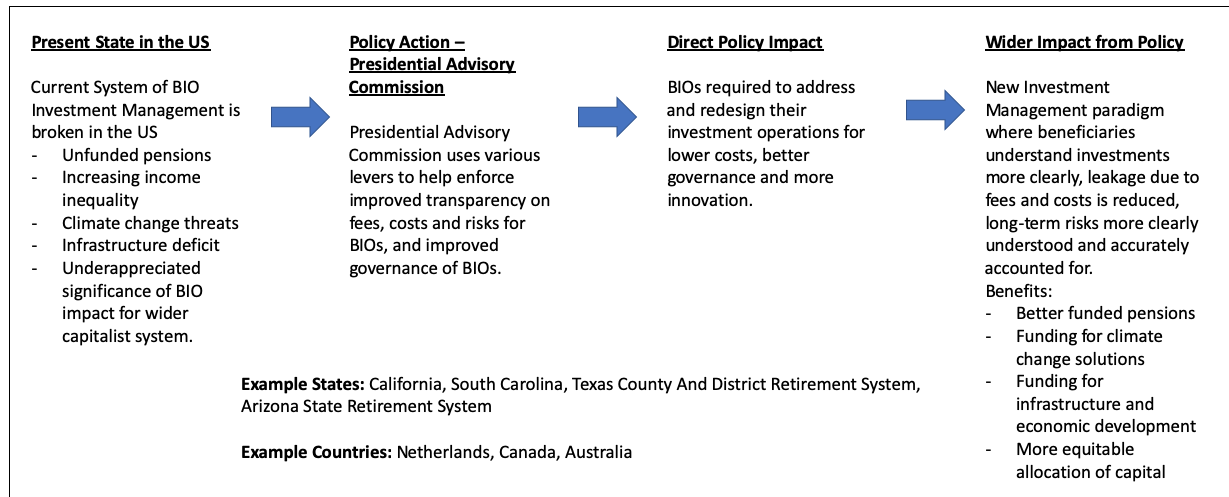 Present State in the US
Current System of BIO
Investment Management is
broken in the US
- Unfunded pensions
- Increasing income
inequality
- Climate change threats
- Infrastructure deficit
- Underappreciated
significance of BIO
impact for wider
capitalist system.
Policy Action –
Presidential Advisory
Commission
Presidential Advisory
Commission uses various
levers to help enforce
improved transparency on
fees, costs and risks for
BIOs, and improved
governance of BIOs.
Direct Policy Impact
BIOs required to address
and redesign their
investment operations for
lower costs, better
governance and more
innovation.
Wider Impact from Policy
New Investment
Management paradigm
where beneficiaries
understand investments
more clearly, leakage due to
fees and costs is reduced,
long-term risks more clearly
understood and accurately
accounted for.
Benefits:
- Better funded pensions
- Funding for climate
change solutions
- Funding for
infrastructure and
economic development
- More equitable
allocation of capital
Example States: California, South Carolina, Texas County And District Retirement System,
Arizona State Retirement System
Example Countries: Netherlands, Canada, Australia